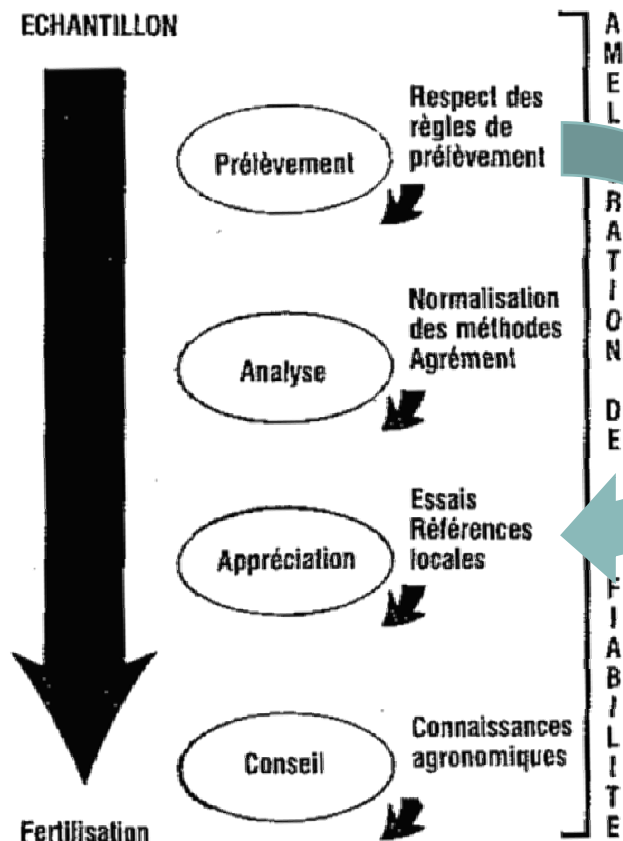 ECHANTILLON
Respect des
règles de
prélèvement
Prélèvement
Normalisation
des méthodes
Agrément
Analyse
Essais
Références
locales
Appréciation
Connaissances
agronomiques
Conseil
Fertilisation
AMEL
RATION
DE
FIABILITE